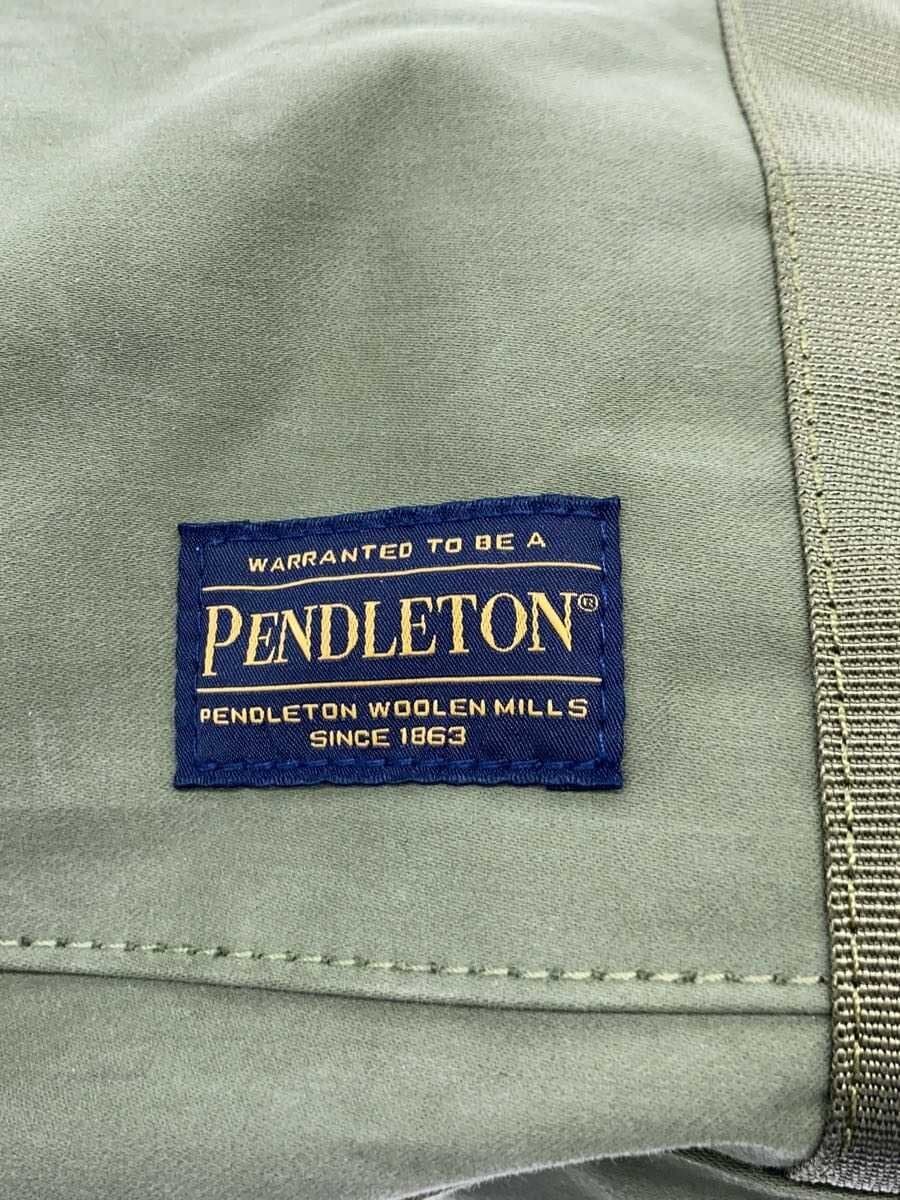 WARRANTED TO BE A
PENDLETON®
PENDLETON WOOLEN MILLS
SINCE 1863